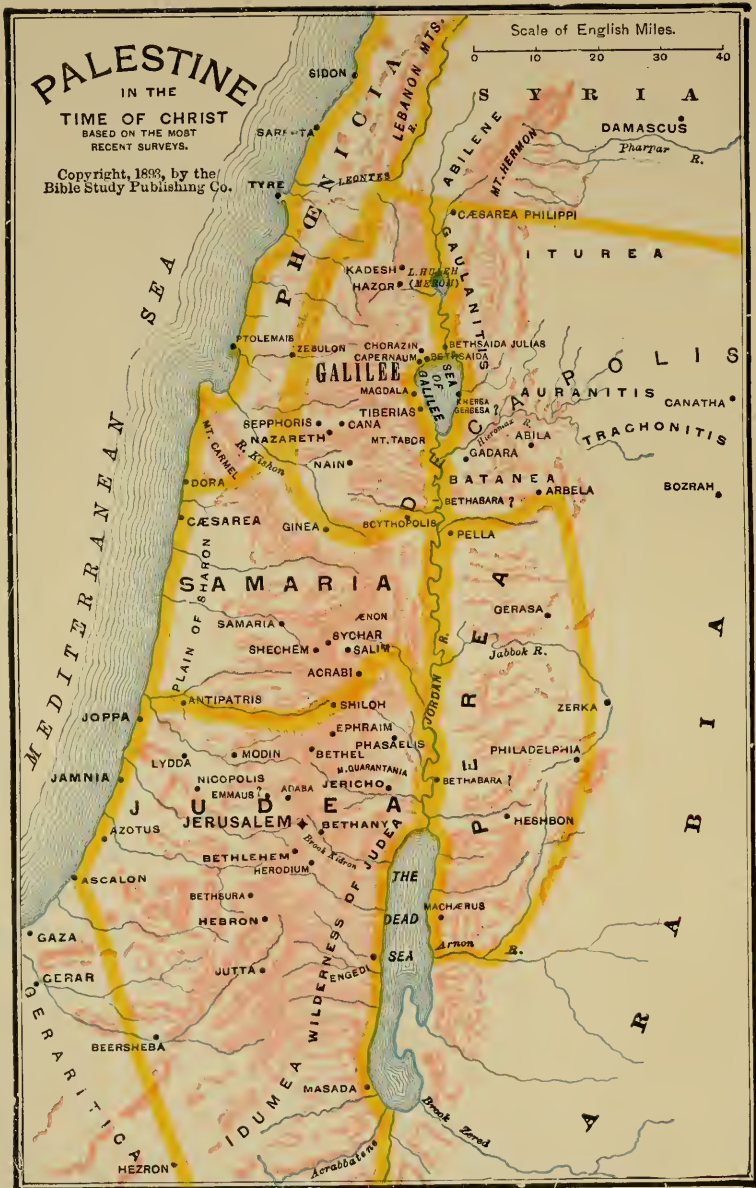 PALESTINE
IN THE
TIME OF CHRIST
BASED ON THE MOST
RECENT SURVEYS.
Copyright, 1893, by the
Bible Study Publishing Co.
Scale of English Miles.
0 10 20 30 40
SIDON
PHŒNICIA
LEBANON MTS.
SYRIA
DAMASCUS
Pharpar R.
ABILENE
MT. HERMON
TYRE
LEONTES R.
CÆSAREA PHILIPPI
ITUREA
GAULANITIS
KADESH
HAZOR
L. HULEH
(MEROM)
PTOLEMAIS
ZEBULON
CHORAZIN
CAPERNAUM
BETHSAIDA
BETHSAIDA JULIAS
GALILEE
SEA OF GALILEE
MAGDALA
TIBERIAS
KHERSA
GERGESA ?
DECAPOLIS
AURANITIS
CANATHA
TRACHONITIS
SEPPHORIS
CANA
NAZARETH
MT. TABOR
Hieromax R.
ABILA
GADARA
MT. CARMEL
R. Kishon
NAIN
BATANEA
DORA
BETHABARA ?
ARBELA
BOZRAH
CÆSAREA
GINEA
SCYTHOPOLIS
PELLA
MEDITERRANEAN SEA
SAMARIA
PLAIN OF SHARON
SAMARIA
ÆNON
SYCHAR
SHECHEM
SALIM
ACRABI
GERASA
Jabbok R.
PEREA
ARABIA
ANTIPATRIS
SHILOH
JORDAN R.
ZERKA
JOPPA
EPHRAIM
PHASAELIS
LYDDA
MODIN
BETHEL
PHILADELPHIA
M. QUARANTANIA
JAMNIA
NICOPOLIS
EMMAUS ?
ADABA
JERICHO
BETHABARA ?
JUDEA
JERUSALEM
BETHANY
HESHBON
AZOTUS
Brook Kidron
BETHLEHEM
HERODIUM
ASCALON
BETHSURA
THE DEAD SEA
MACHÆRUS
HEBRON
WILDERNESS OF JUDEA
GAZA
Arnon R.
JUTTA
ENGEDI
GERAR
GERARITICA
BEERSHEBA
IDUMEA
MASADA
Brook Zered
Acrabbatene
HEZRON